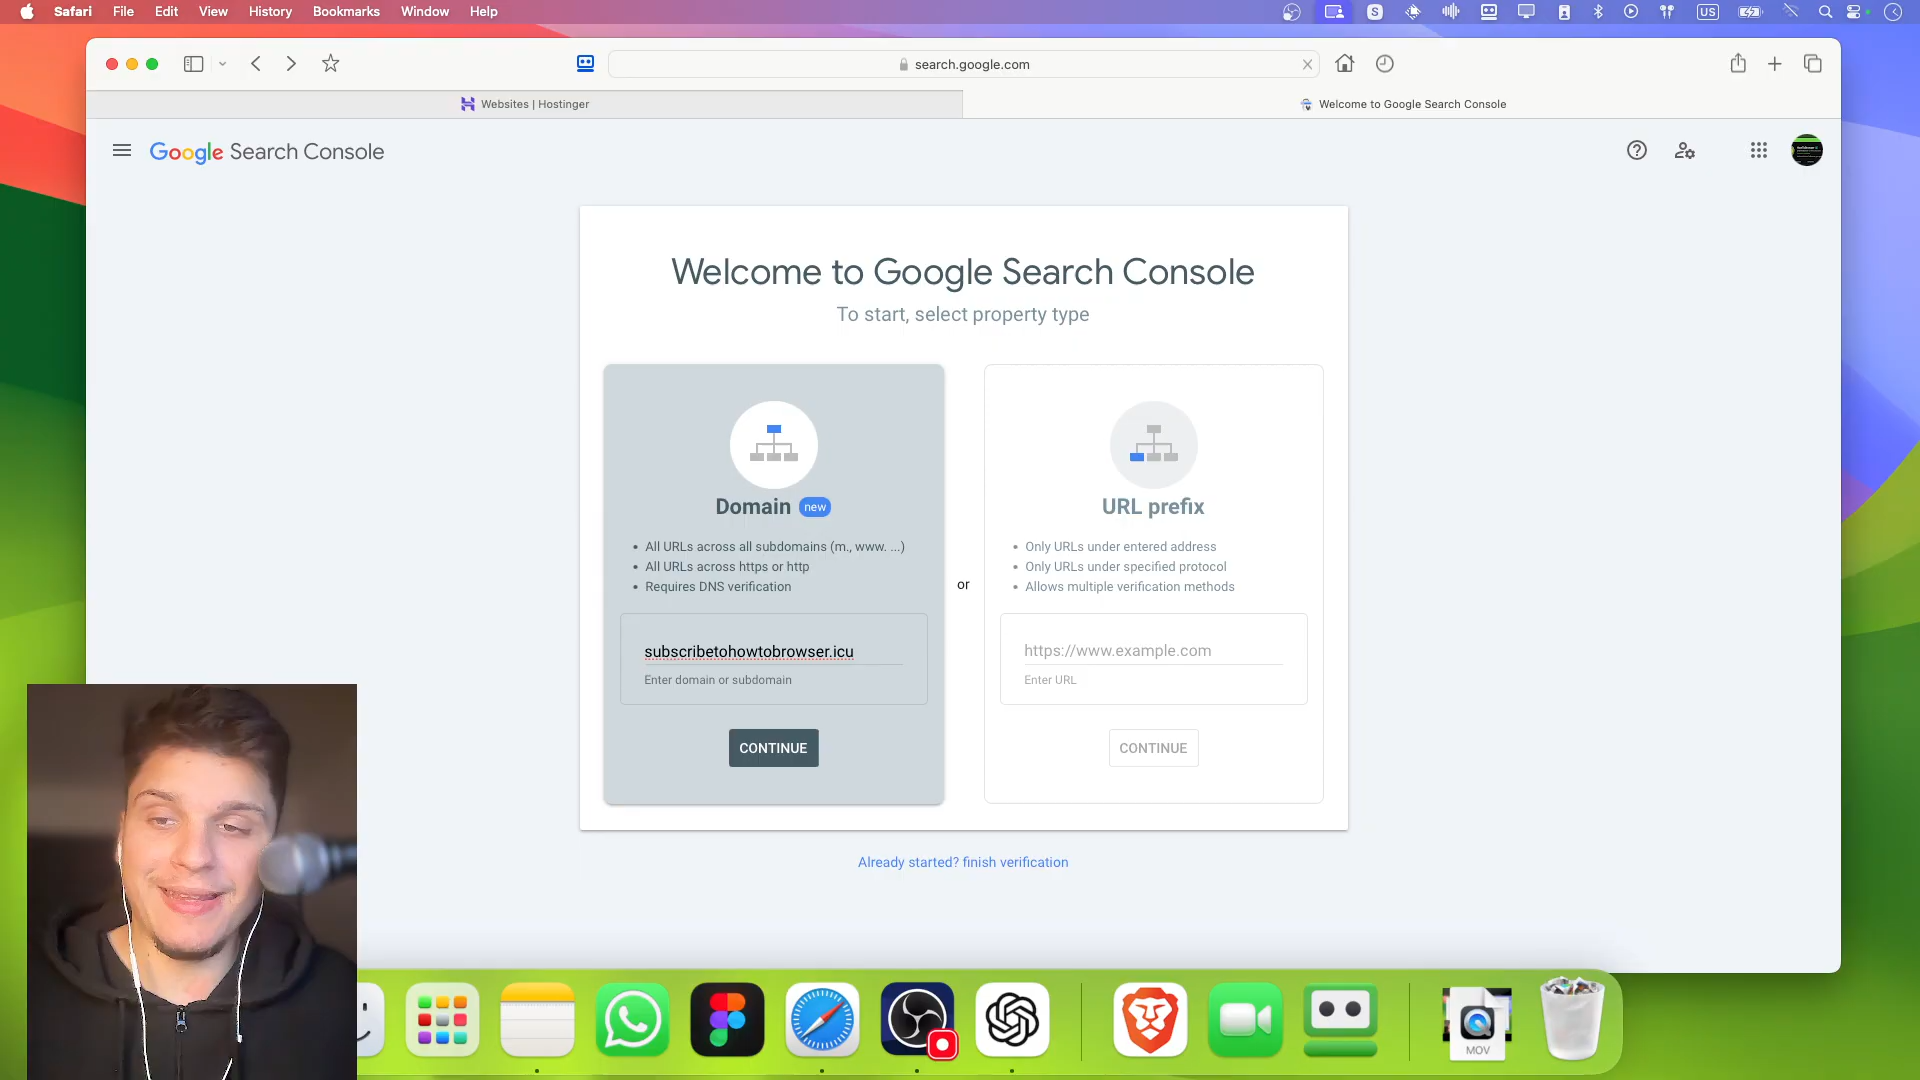 Safari File Edit View History Bookmarks Window Help
S
US
search.google.com
Websites | Hostinger
Welcome to Google Search Console
Google Search Console
Welcome to Google Search Console
To start, select property type
Domain new
• All URLs across all subdomains (m., www. ...)
• All URLs across https or http
• Requires DNS verification
subscribetohowtobrowser.icu
Enter domain or subdomain
CONTINUE
or
URL prefix
• Only URLs under entered address
• Only URLs under specified protocol
• Allows multiple verification methods
https://www.example.com
Enter URL
CONTINUE
Already started? finish verification
MOV